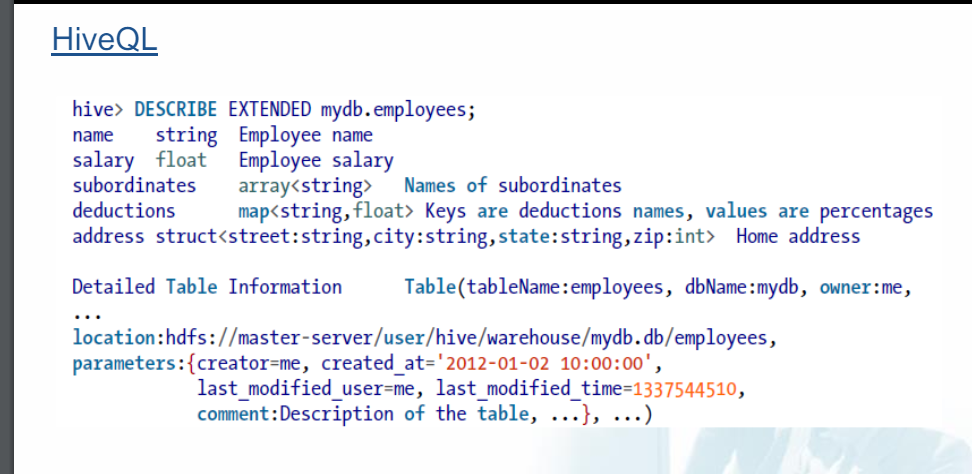 HiveQL
hive> DESCRIBE EXTENDED mydb.employees;
name    string  Employee name
salary  float   Employee salary
subordinates    array<string>   Names of subordinates
deductions      map<string,float> Keys are deductions names, values are percentages
address struct<street:string,city:string,state:string,zip:int>  Home address
Detailed Table Information      Table(tableName:employees, dbName:mydb, owner:me,
...
location:hdfs://master-server/user/hive/warehouse/mydb.db/employees,
parameters:{creator=me, created_at='2012-01-02 10:00:00',
            last_modified_user=me, last_modified_time=1337544510,
            comment:Description of the table, ...}, ...)